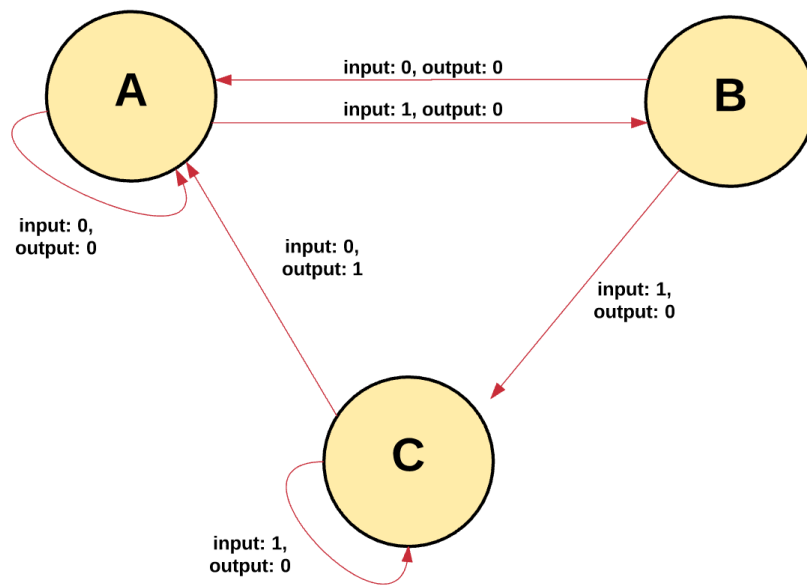 A
B
input: 0, output: 0
input: 1, output: 0
input: 0,
output: 0
input: 0,
output: 1
input: 1,
output: 0
C
input: 1,
output: 0